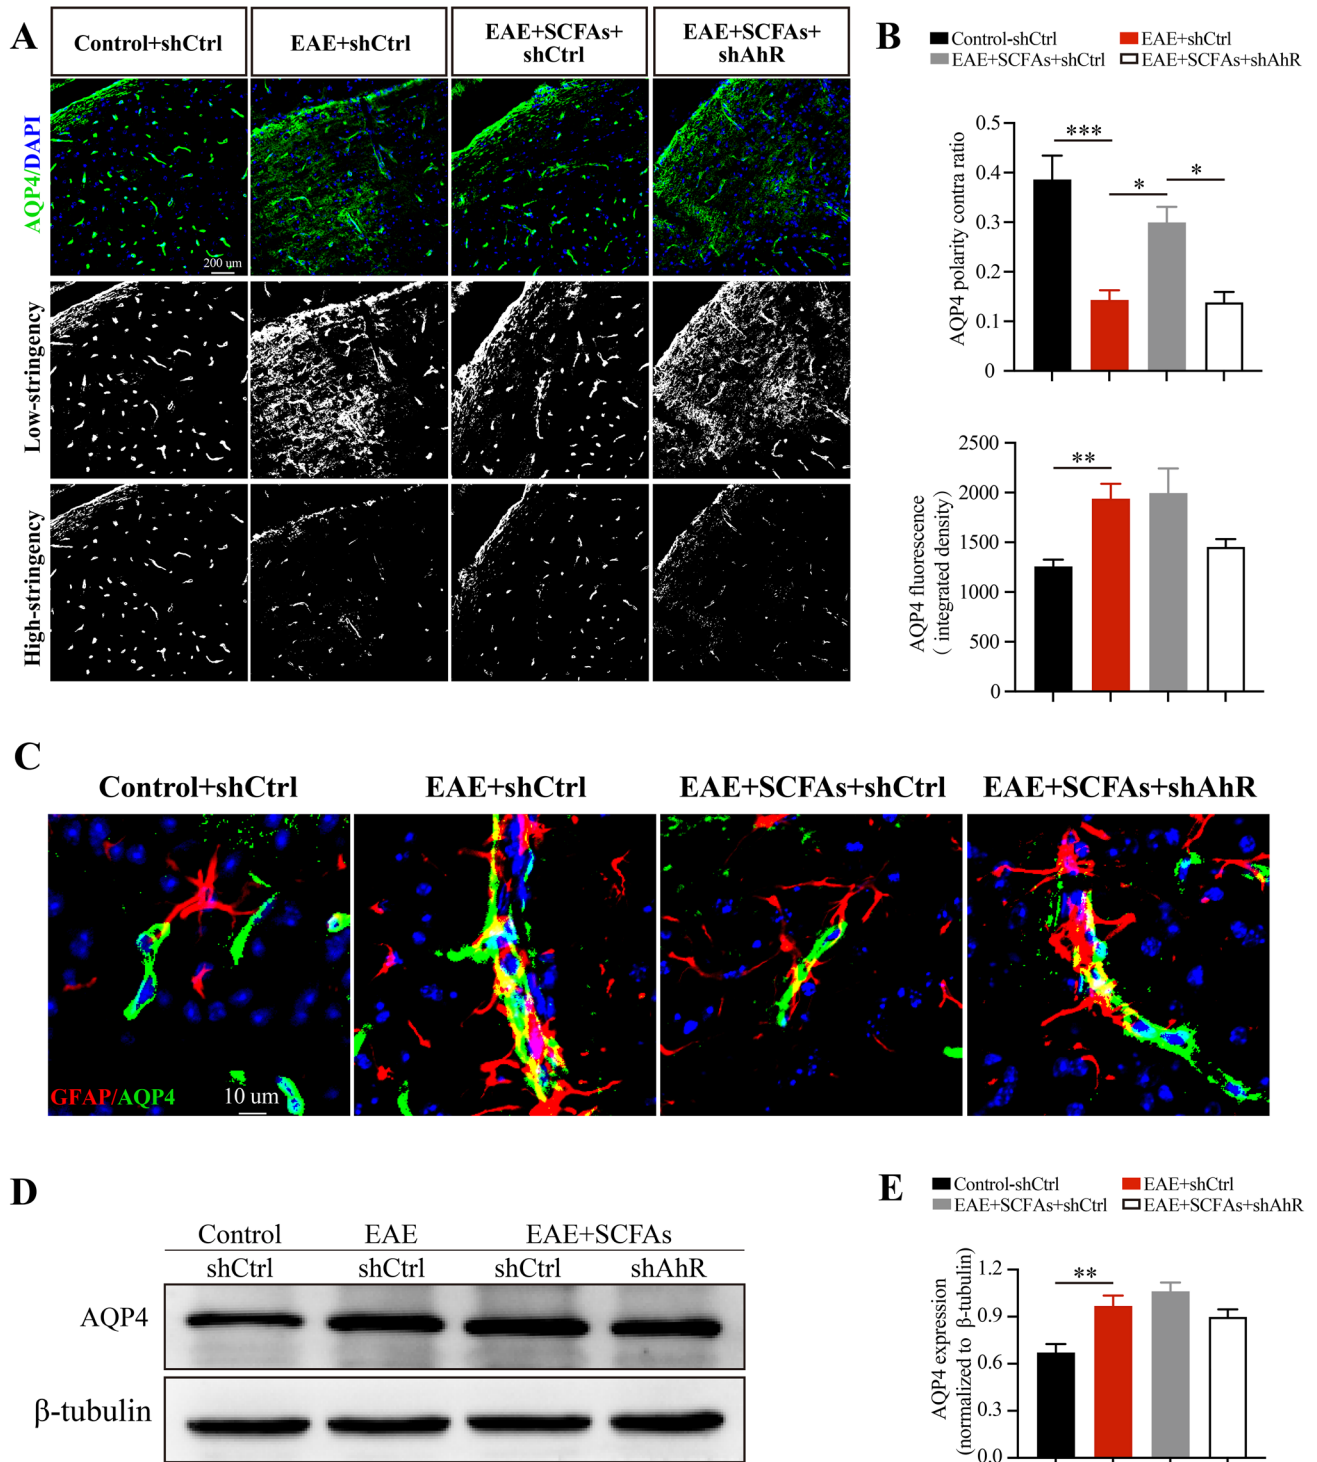 A
Control+shCtrl
EAE+shCtrl
EAE+SCFAs+
shCtrl
EAE+SCFAs+
shAhR
AQP4/DAPI
200 um
Low-stringency
High-stringency
B
Control-shCtrl
EAE+shCtrl
EAE+SCFAs+shCtrl
EAE+SCFAs+shAhR
AQP4 polarity contra ratio
0.5
0.4
0.3
0.2
0.1
0
***
*
*
AQP4 fluorescence
( integrated density)
2500
2000
1500
1000
500
0
**
C
Control+shCtrl
EAE+shCtrl
EAE+SCFAs+shCtrl
EAE+SCFAs+shAhR
GFAP/AQP4
10 um
D
Control
EAE
EAE+SCFAs
shCtrl
shCtrl
shCtrl
shAhR
AQP4
β-tubulin
E
Control-shCtrl
EAE+shCtrl
EAE+SCFAs+shCtrl
EAE+SCFAs+shAhR
AQP4 expression
(normalized to β-tubulin)
1.2
0.9
0.6
0.3
0.0
**